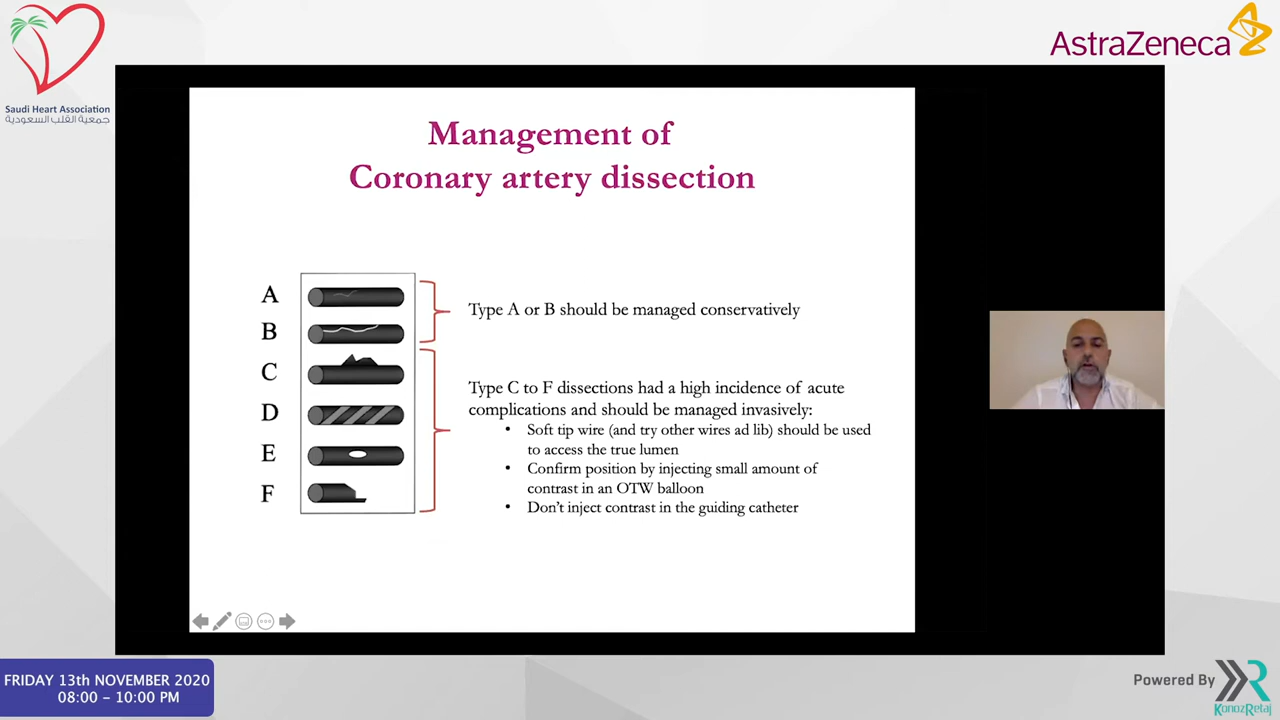 Saudi Heart Association
جمعية القلب السعودية
AstraZeneca
Management of
Coronary artery dissection
A
B
C
D
E
F
Type A or B should be managed conservatively
Type C to F dissections had a high incidence of acute
complications and should be managed invasively:
• Soft tip wire (and try other wires ad lib) should be used
to access the true lumen
• Confirm position by injecting small amount of
contrast in an OTW balloon
• Don't inject contrast in the guiding catheter
FRIDAY 13th NOVEMBER 2020
08:00 – 10:00 PM
Powered By
KonozRetaj